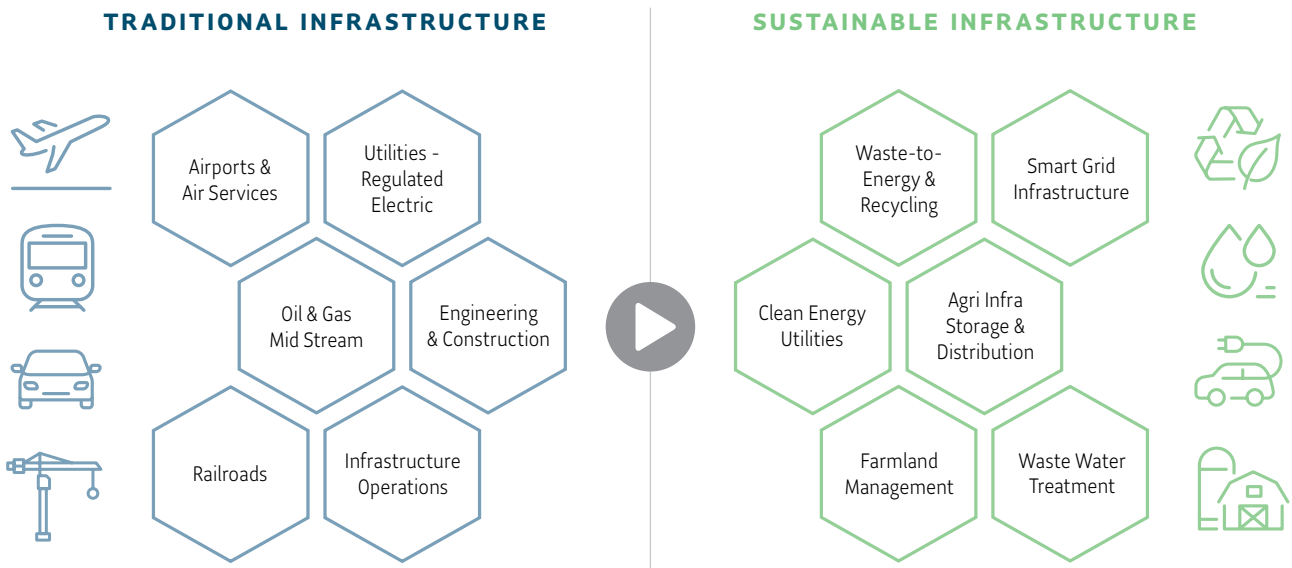 TRADITIONAL INFRASTRUCTURE
Airports &
Air Services
Utilities -
Regulated
Electric
Oil & Gas
Mid Stream
Engineering
& Construction
Railroads
Infrastructure
Operations
SUSTAINABLE INFRASTRUCTURE
Waste-to-
Energy &
Recycling
Smart Grid
Infrastructure
Clean Energy
Utilities
Agri Infra
Storage &
Distribution
Farmland
Management
Waste Water
Treatment